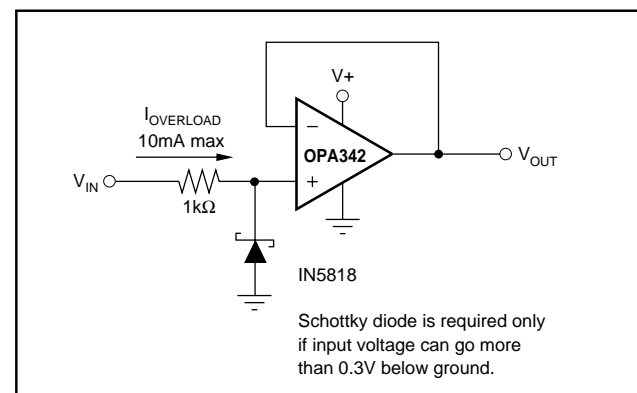 V+
IOVERLOAD
10mA max
−
OPA342
VOUT
VIN
+
1kΩ
IN5818
Schottky diode is required only
if input voltage can go more
than 0.3V below ground.